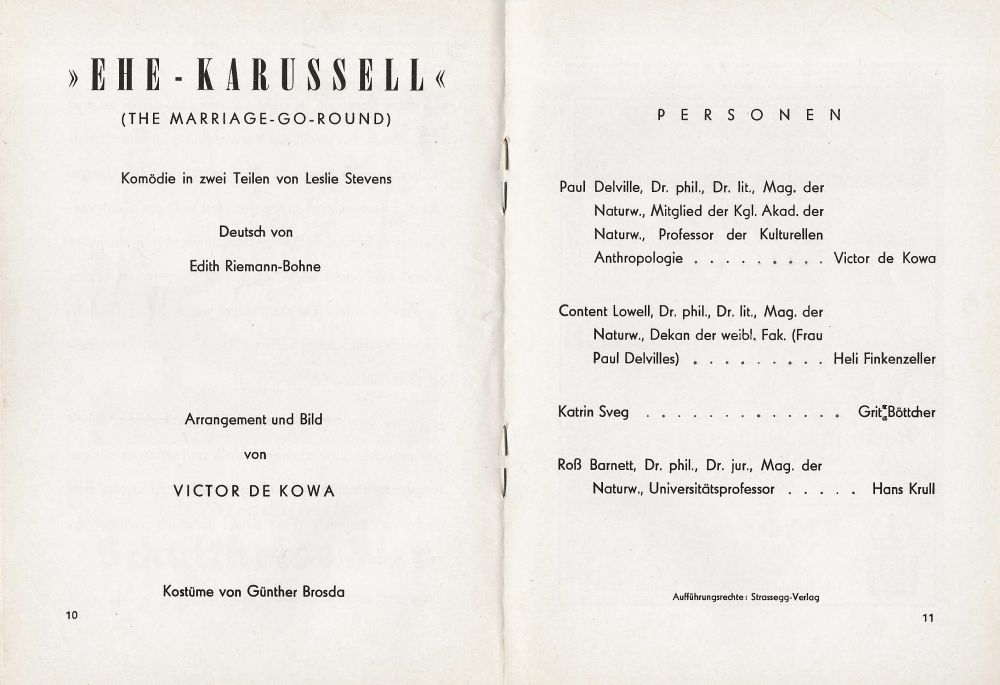 »EHE-KARUSSELL«
(THE MARRIAGE-GO-ROUND)
Komödie in zwei Teilen von Leslie Stevens
Deutsch von
Edith Riemann-Bohne
Arrangement und Bild
von
VICTOR DE KOWA
Kostüme von Günther Brosda
10
PERSONEN
Paul Delville, Dr. phil., Dr. lit., Mag. der
Naturw., Mitglied der Kgl. Akad. der
Naturw., Professor der Kulturellen
Anthropologie . . . . . . . . . Victor de Kowa
Content Lowell, Dr. phil., Dr. lit., Mag. der
Naturw., Dekan der weibl. Fak. (Frau
Paul Delvilles) . . . . . . . . . Heli Finkenzeller
Katrin Sveg . . . . . . . . . . . . . Grit Böttcher
Roß Barnett, Dr. phil., Dr. jur., Mag. der
Naturw., Universitätsprofessor . . . . . Hans Krull
Aufführungsrechte: Strassegg-Verlag
11